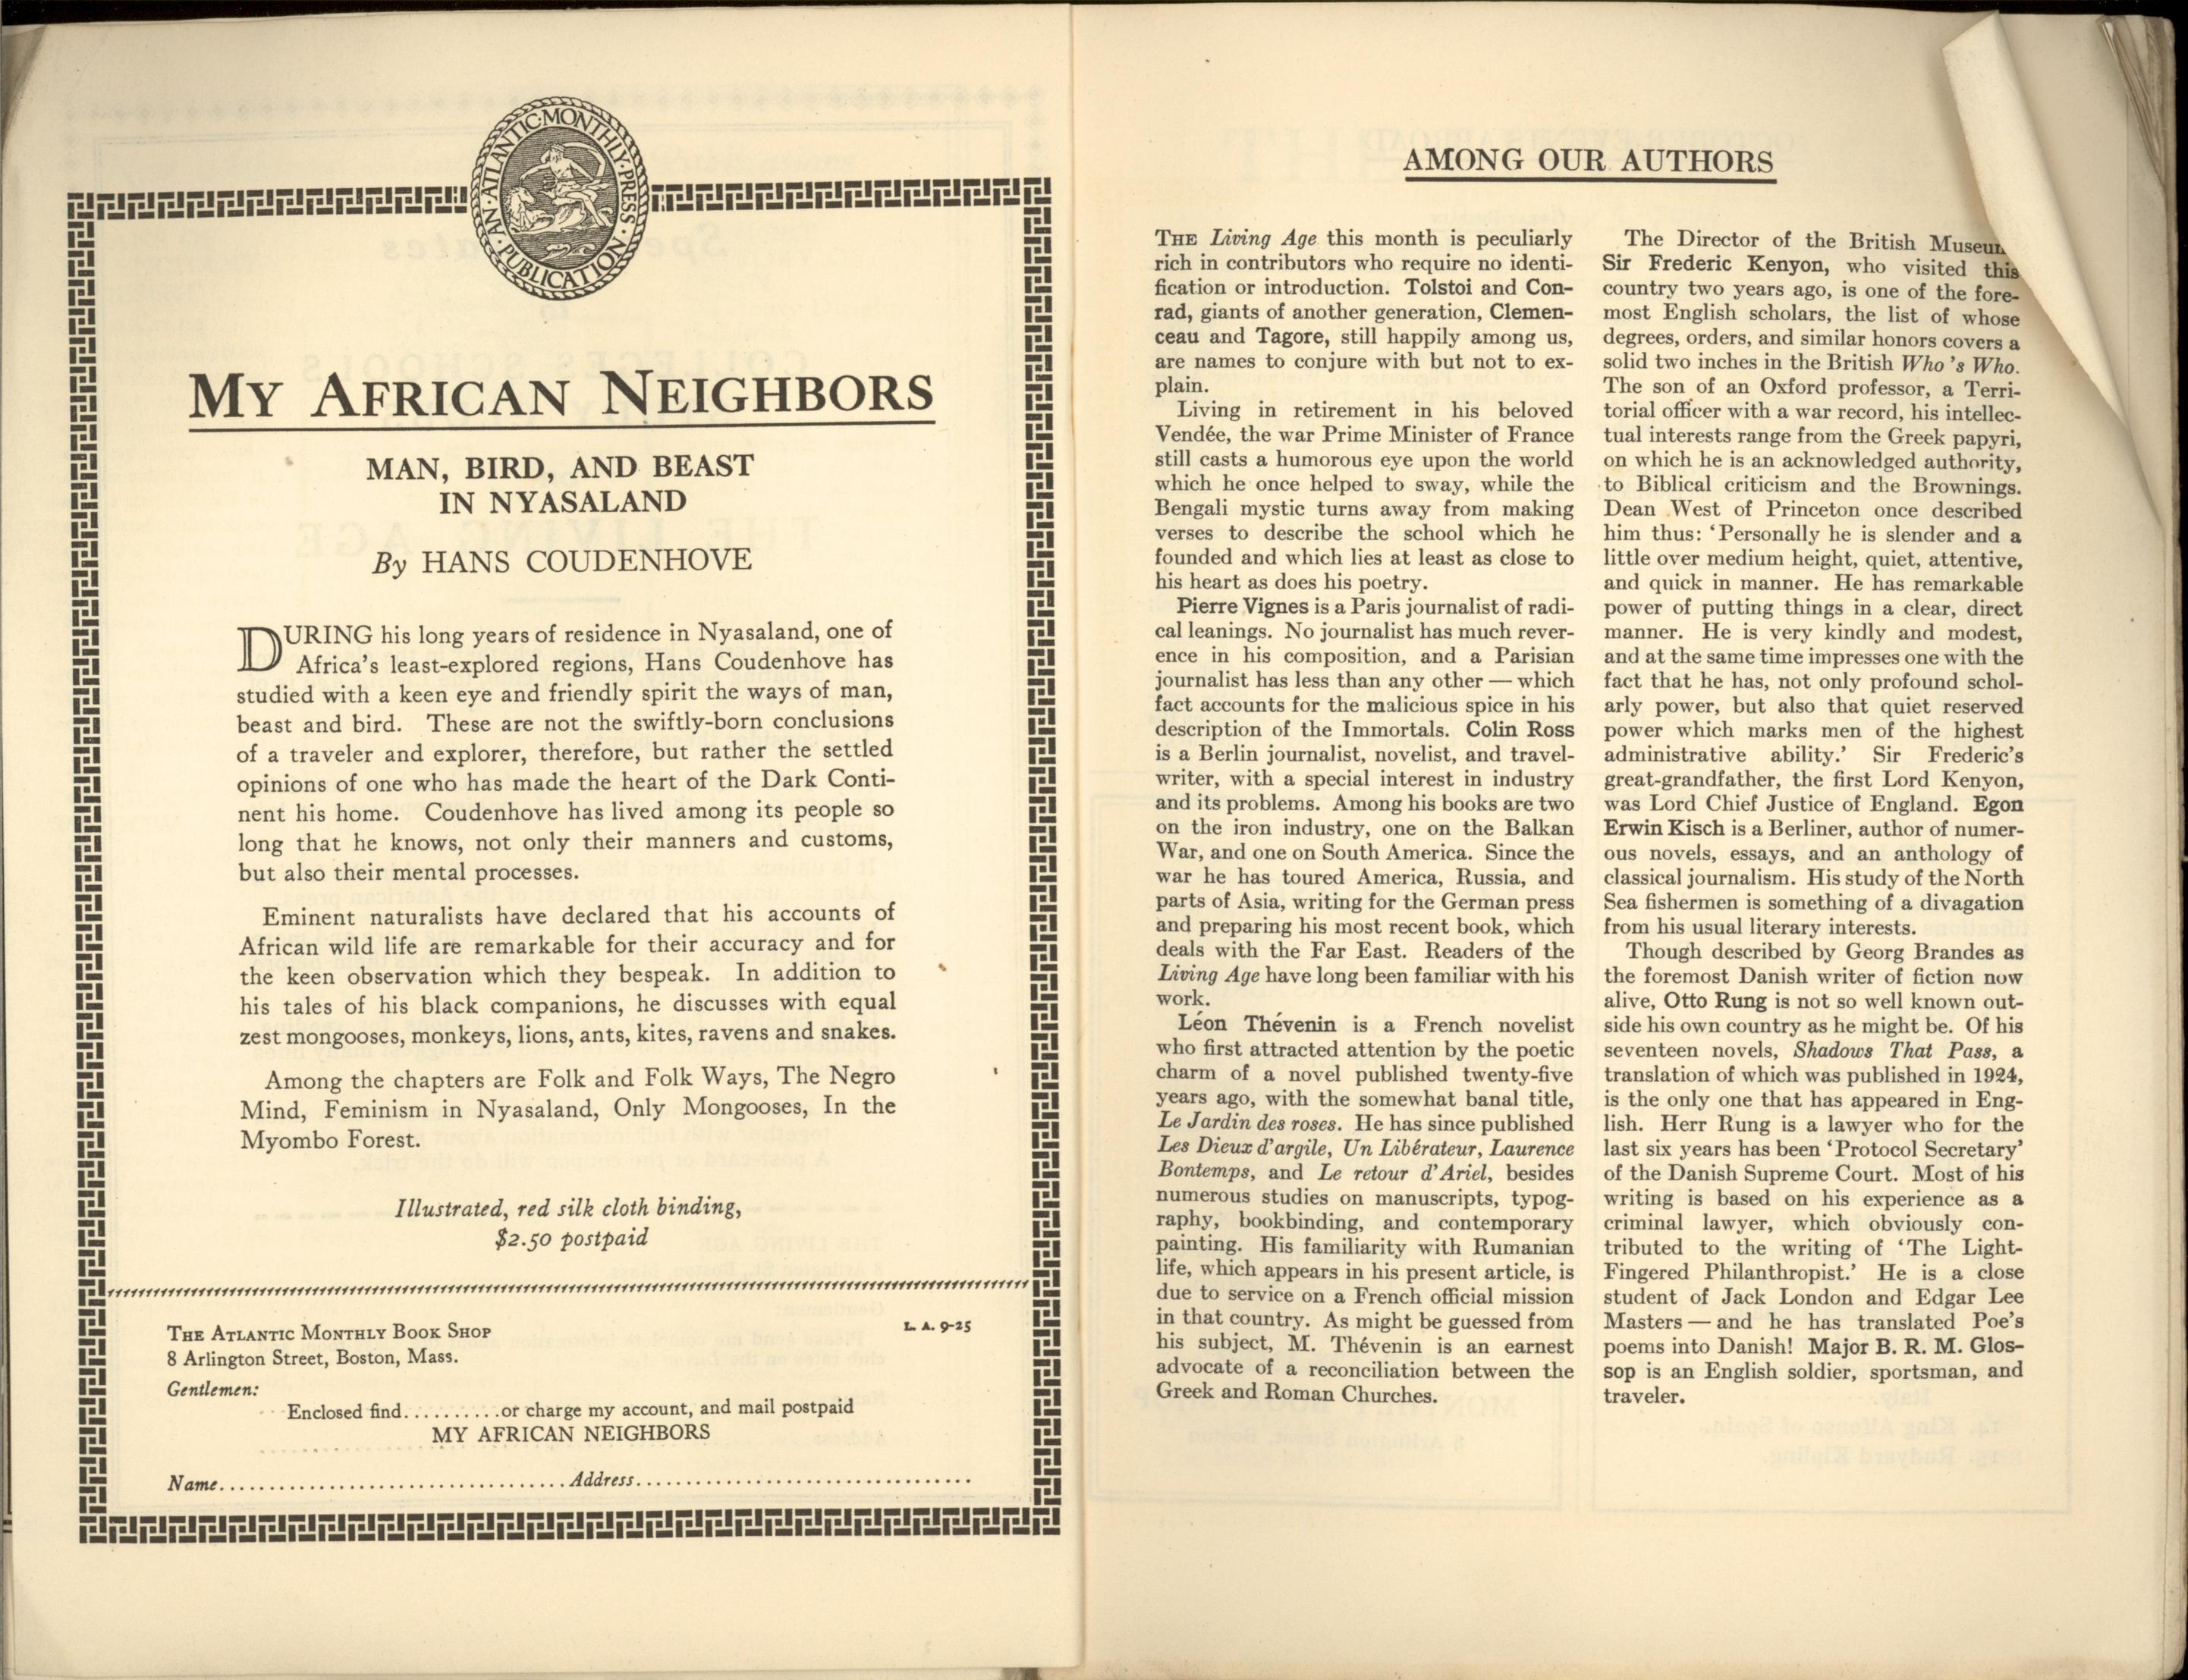 AN·ATLANTIC·MONTHLY·PRESS·PUBLICATION
MY AFRICAN NEIGHBORS
MAN, BIRD, AND BEAST
IN NYASALAND
By HANS COUDENHOVE
DURING his long years of residence in Nyasaland, one of
Africa's least-explored regions, Hans Coudenhove has
studied with a keen eye and friendly spirit the ways of man,
beast and bird. These are not the swiftly-born conclusions
of a traveler and explorer, therefore, but rather the settled
opinions of one who has made the heart of the Dark Conti-
nent his home. Coudenhove has lived among its people so
long that he knows, not only their manners and customs,
but also their mental processes.
Eminent naturalists have declared that his accounts of
African wild life are remarkable for their accuracy and for
the keen observation which they bespeak. In addition to
his tales of his black companions, he discusses with equal
zest mongooses, monkeys, lions, ants, kites, ravens and snakes.
Among the chapters are Folk and Folk Ways, The Negro
Mind, Feminism in Nyasaland, Only Mongooses, In the
Myombo Forest.
Illustrated, red silk cloth binding,
$2.50 postpaid
THE ATLANTIC MONTHLY BOOK SHOP L. A. 9-25
8 Arlington Street, Boston, Mass.
Gentlemen:
Enclosed find..........or charge my account, and mail postpaid
MY AFRICAN NEIGHBORS
Name..................................Address.................................
AMONG OUR AUTHORS
THE Living Age this month is peculiarly
rich in contributors who require no identi-
fication or introduction. Tolstoi and Con-
rad, giants of another generation, Clemen-
ceau and Tagore, still happily among us,
are names to conjure with but not to ex-
plain.
Living in retirement in his beloved
Vendée, the war Prime Minister of France
still casts a humorous eye upon the world
which he once helped to sway, while the
Bengali mystic turns away from making
verses to describe the school which he
founded and which lies at least as close to
his heart as does his poetry.
Pierre Vignes is a Paris journalist of radi-
cal leanings. No journalist has much rever-
ence in his composition, and a Parisian
journalist has less than any other — which
fact accounts for the malicious spice in his
description of the Immortals. Colin Ross
is a Berlin journalist, novelist, and travel-
writer, with a special interest in industry
and its problems. Among his books are two
on the iron industry, one on the Balkan
War, and one on South America. Since the
war he has toured America, Russia, and
parts of Asia, writing for the German press
and preparing his most recent book, which
deals with the Far East. Readers of the
Living Age have long been familiar with his
work.
Léon Thévenin is a French novelist
who first attracted attention by the poetic
charm of a novel published twenty-five
years ago, with the somewhat banal title,
Le Jardin des roses. He has since published
Les Dieux d'argile, Un Libérateur, Laurence
Bontemps, and Le retour d'Ariel, besides
numerous studies on manuscripts, typog-
raphy, bookbinding, and contemporary
painting. His familiarity with Rumanian
life, which appears in his present article, is
due to service on a French official mission
in that country. As might be guessed from
his subject, M. Thévenin is an earnest
advocate of a reconciliation between the
Greek and Roman Churches.
The Director of the British Museum
Sir Frederic Kenyon, who visited this
country two years ago, is one of the fore-
most English scholars, the list of whose
degrees, orders, and similar honors covers a
solid two inches in the British Who 's Who.
The son of an Oxford professor, a Terri-
torial officer with a war record, his intellec-
tual interests range from the Greek papyri,
on which he is an acknowledged authority,
to Biblical criticism and the Brownings.
Dean West of Princeton once described
him thus: 'Personally he is slender and a
little over medium height, quiet, attentive,
and quick in manner. He has remarkable
power of putting things in a clear, direct
manner. He is very kindly and modest,
and at the same time impresses one with the
fact that he has, not only profound schol-
arly power, but also that quiet reserved
power which marks men of the highest
administrative ability.' Sir Frederic's
great-grandfather, the first Lord Kenyon,
was Lord Chief Justice of England. Egon
Erwin Kisch is a Berliner, author of numer-
ous novels, essays, and an anthology of
classical journalism. His study of the North
Sea fishermen is something of a divagation
from his usual literary interests.
Though described by Georg Brandes as
the foremost Danish writer of fiction now
alive, Otto Rung is not so well known out-
side his own country as he might be. Of his
seventeen novels, Shadows That Pass, a
translation of which was published in 1924,
is the only one that has appeared in Eng-
lish. Herr Rung is a lawyer who for the
last six years has been 'Protocol Secretary'
of the Danish Supreme Court. Most of his
writing is based on his experience as a
criminal lawyer, which obviously con-
tributed to the writing of 'The Light-
Fingered Philanthropist.' He is a close
student of Jack London and Edgar Lee
Masters — and he has translated Poe's
poems into Danish! Major B. R. M. Glos-
sop is an English soldier, sportsman, and
traveler.